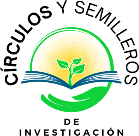 CÍRCULOS Y SEMILLEROS
DE
INVESTIGACIÓN